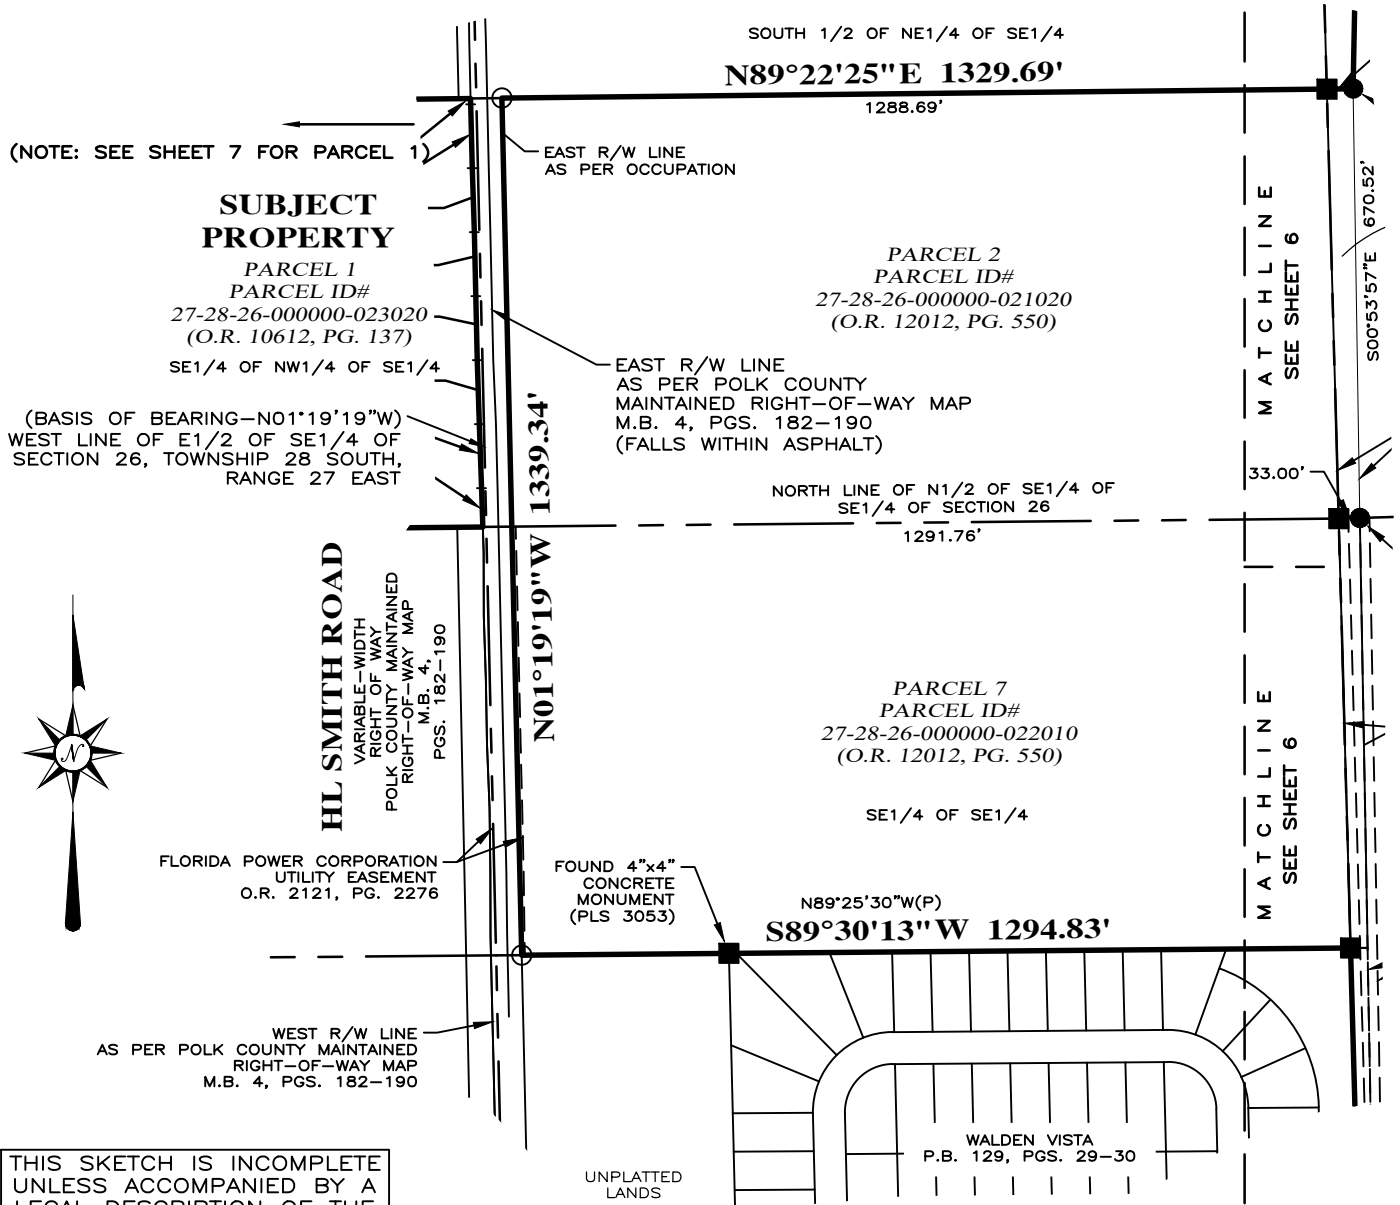 SOUTH 1/2 OF NE1/4 OF SE1/4
N89°22'25"E 1329.69'
1288.69'
(NOTE: SEE SHEET 7 FOR PARCEL 1)
EAST R/W LINE
AS PER OCCUPATION
SUBJECT
PROPERTY
PARCEL 1
PARCEL ID#
27-28-26-000000-023020
(O.R. 10612, PG. 137)
SE1/4 OF NW1/4 OF SE1/4
(BASIS OF BEARING-N01°19'19"W)
WEST LINE OF E1/2 OF SE1/4 OF
SECTION 26, TOWNSHIP 28 SOUTH,
RANGE 27 EAST
PARCEL 2
PARCEL ID#
27-28-26-000000-021020
(O.R. 12012, PG. 550)
EAST R/W LINE
AS PER POLK COUNTY
MAINTAINED RIGHT-OF-WAY MAP
M.B. 4, PGS. 182-190
(FALLS WITHIN ASPHALT)
MATCHLINE
SEE SHEET 6
S00°53'57"E 670.52'
33.00'
NORTH LINE OF N1/2 OF SE1/4 OF
SE1/4 OF SECTION 26
1291.76'
N01°19'19"W 1339.34'
HL SMITH ROAD
VARIABLE-WIDTH
RIGHT OF WAY
POLK COUNTY MAINTAINED
RIGHT-OF-WAY MAP
M.B. 4,
PGS. 182-190
N
PARCEL 7
PARCEL ID#
27-28-26-000000-022010
(O.R. 12012, PG. 550)
SE1/4 OF SE1/4
MATCHLINE
SEE SHEET 6
FLORIDA POWER CORPORATION
UTILITY EASEMENT
O.R. 2121, PG. 2276
FOUND 4"x4"
CONCRETE
MONUMENT
(PLS 3053)
N89°25'30"W(P)
S89°30'13"W 1294.83'
WEST R/W LINE
AS PER POLK COUNTY MAINTAINED
RIGHT-OF-WAY MAP
M.B. 4, PGS. 182-190
WALDEN VISTA
P.B. 129, PGS. 29-30
UNPLATTED
LANDS
THIS SKETCH IS INCOMPLETE
UNLESS ACCOMPANIED BY A
LEGAL DESCRIPTION OF THE